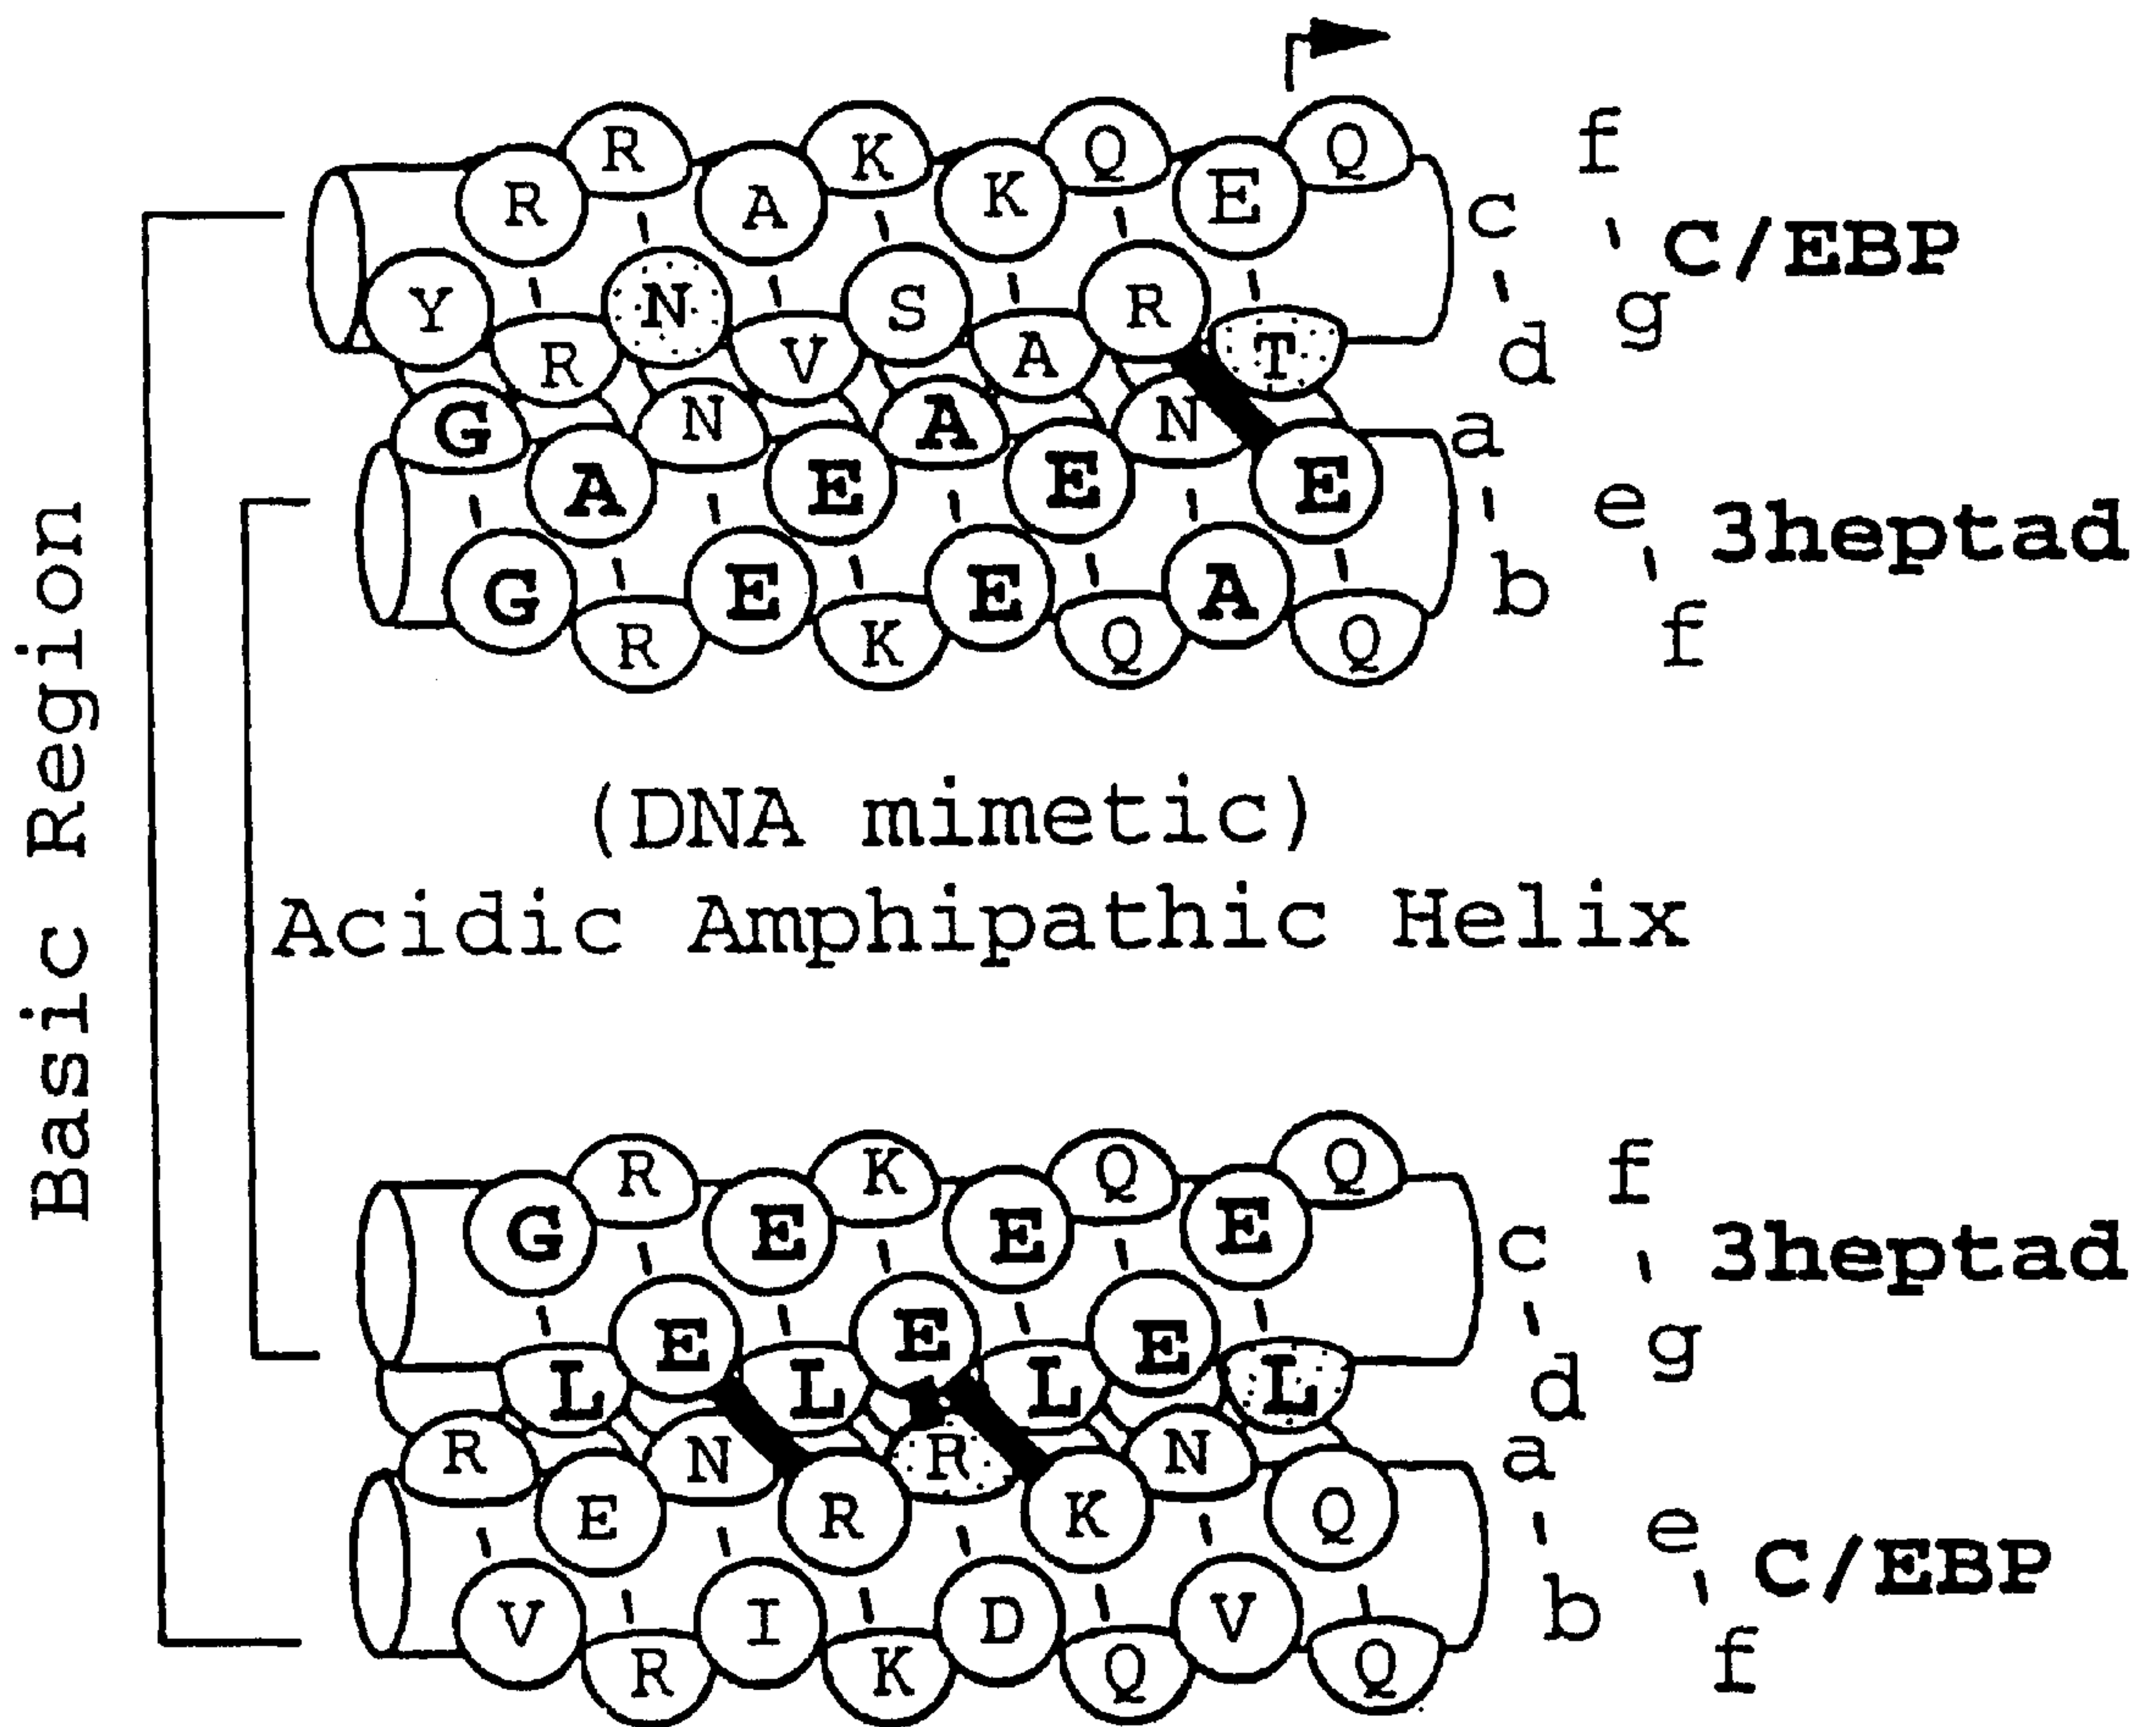 R K Q Q f
R A K E c
C/EBP
Y N S R g
R V A T d
G N A N a
A E E E e
3heptad
G E E A b
R K Q Q f
Basic Region
(DNA mimetic)
Acidic Amphipathic Helix
R K Q Q f
G E E E c
3heptad
E E E g
L L L L d
R N R N a
E R K Q e
C/EBP
V I D V b
R K Q Q f